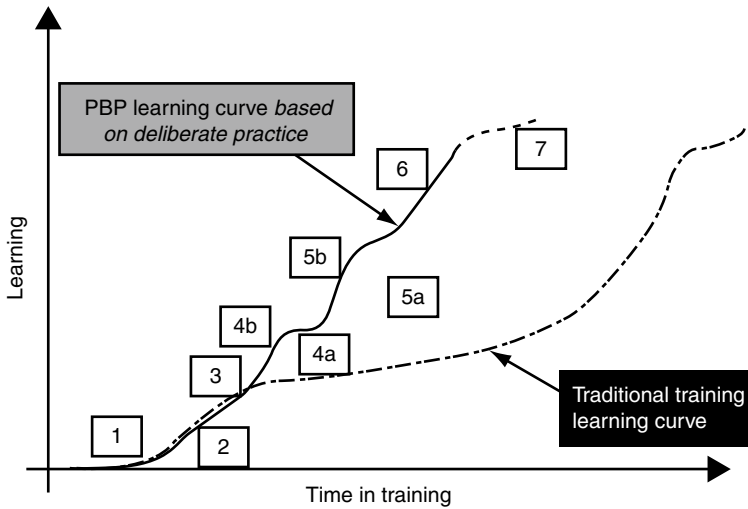 PBP learning curve based
on deliberate practice
7
6
5b
5a
4b
4a
3
1
2
Learning
Traditional training
learning curve
Time in training